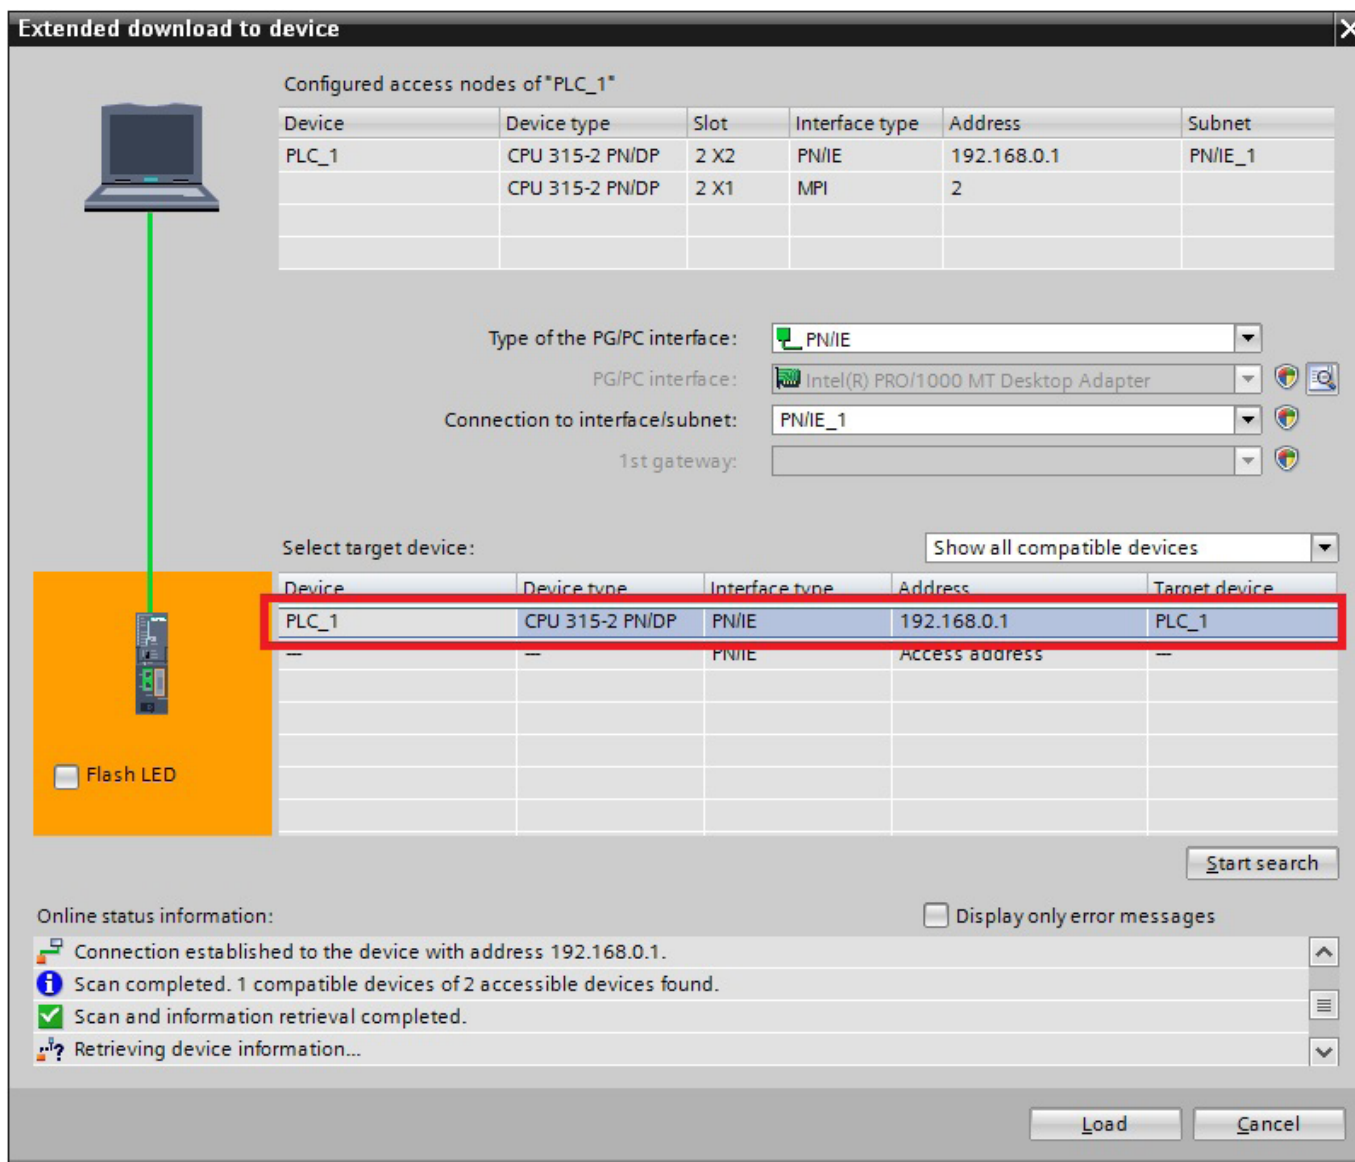 Extended download to device
Configured access nodes of "PLC_1"
Device Device type Slot Interface type Address Subnet
PLC_1 CPU 315-2 PN/DP 2 X2 PN/IE 192.168.0.1 PN/IE_1
CPU 315-2 PN/DP 2 X1 MPI 2
Type of the PG/PC interface: PN/IE
PG/PC interface: Intel(R) PRO/1000 MT Desktop Adapter
Connection to interface/subnet: PN/IE_1
1st gateway:
Select target device: Show all compatible devices
Device Device type Interface type Address Target device
PLC_1 CPU 315-2 PN/DP PN/IE 192.168.0.1 PLC_1
--- --- PN/IE Access address ---
Flash LED
Start search
Online status information: Display only error messages
Connection established to the device with address 192.168.0.1.
Scan completed. 1 compatible devices of 2 accessible devices found.
Scan and information retrieval completed.
Retrieving device information...
Load Cancel